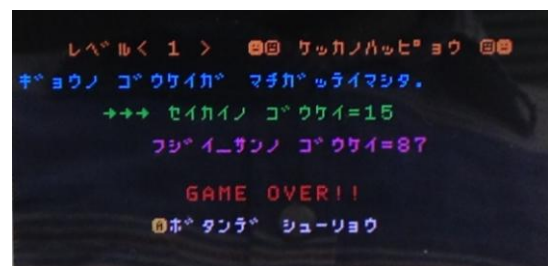 レベル< 1 > ケッカノハッピョウ
ギョウノ ゴウケイガ マチガッテイマシタ.
→→→ セイカイノ ゴウケイ=15
フジイ_サンノ ゴウケイ=87
GAME OVER!!
Aボタンデ シューリョウ